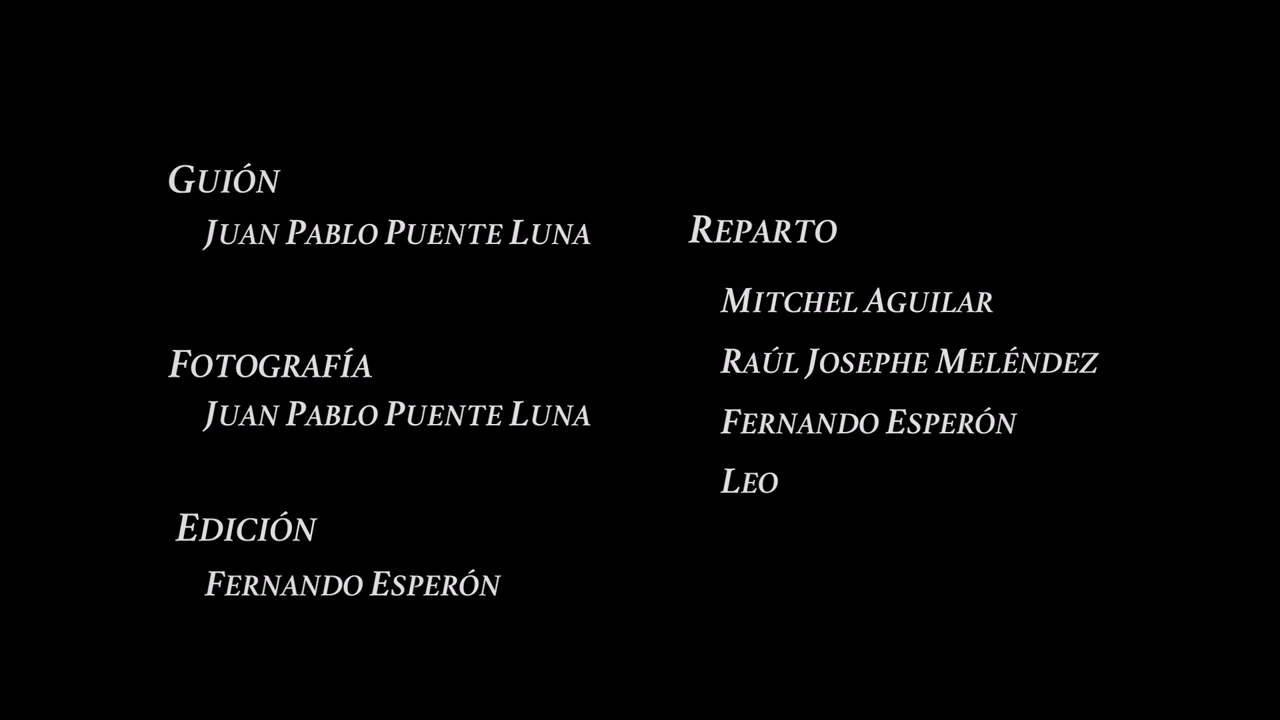 Guión
Juan Pablo Puente Luna
Fotografía
Juan Pablo Puente Luna
Edición
Fernando Esperón
Reparto
Mitchel Aguilar
Raúl Josephe Meléndez
Fernando Esperón
Leo